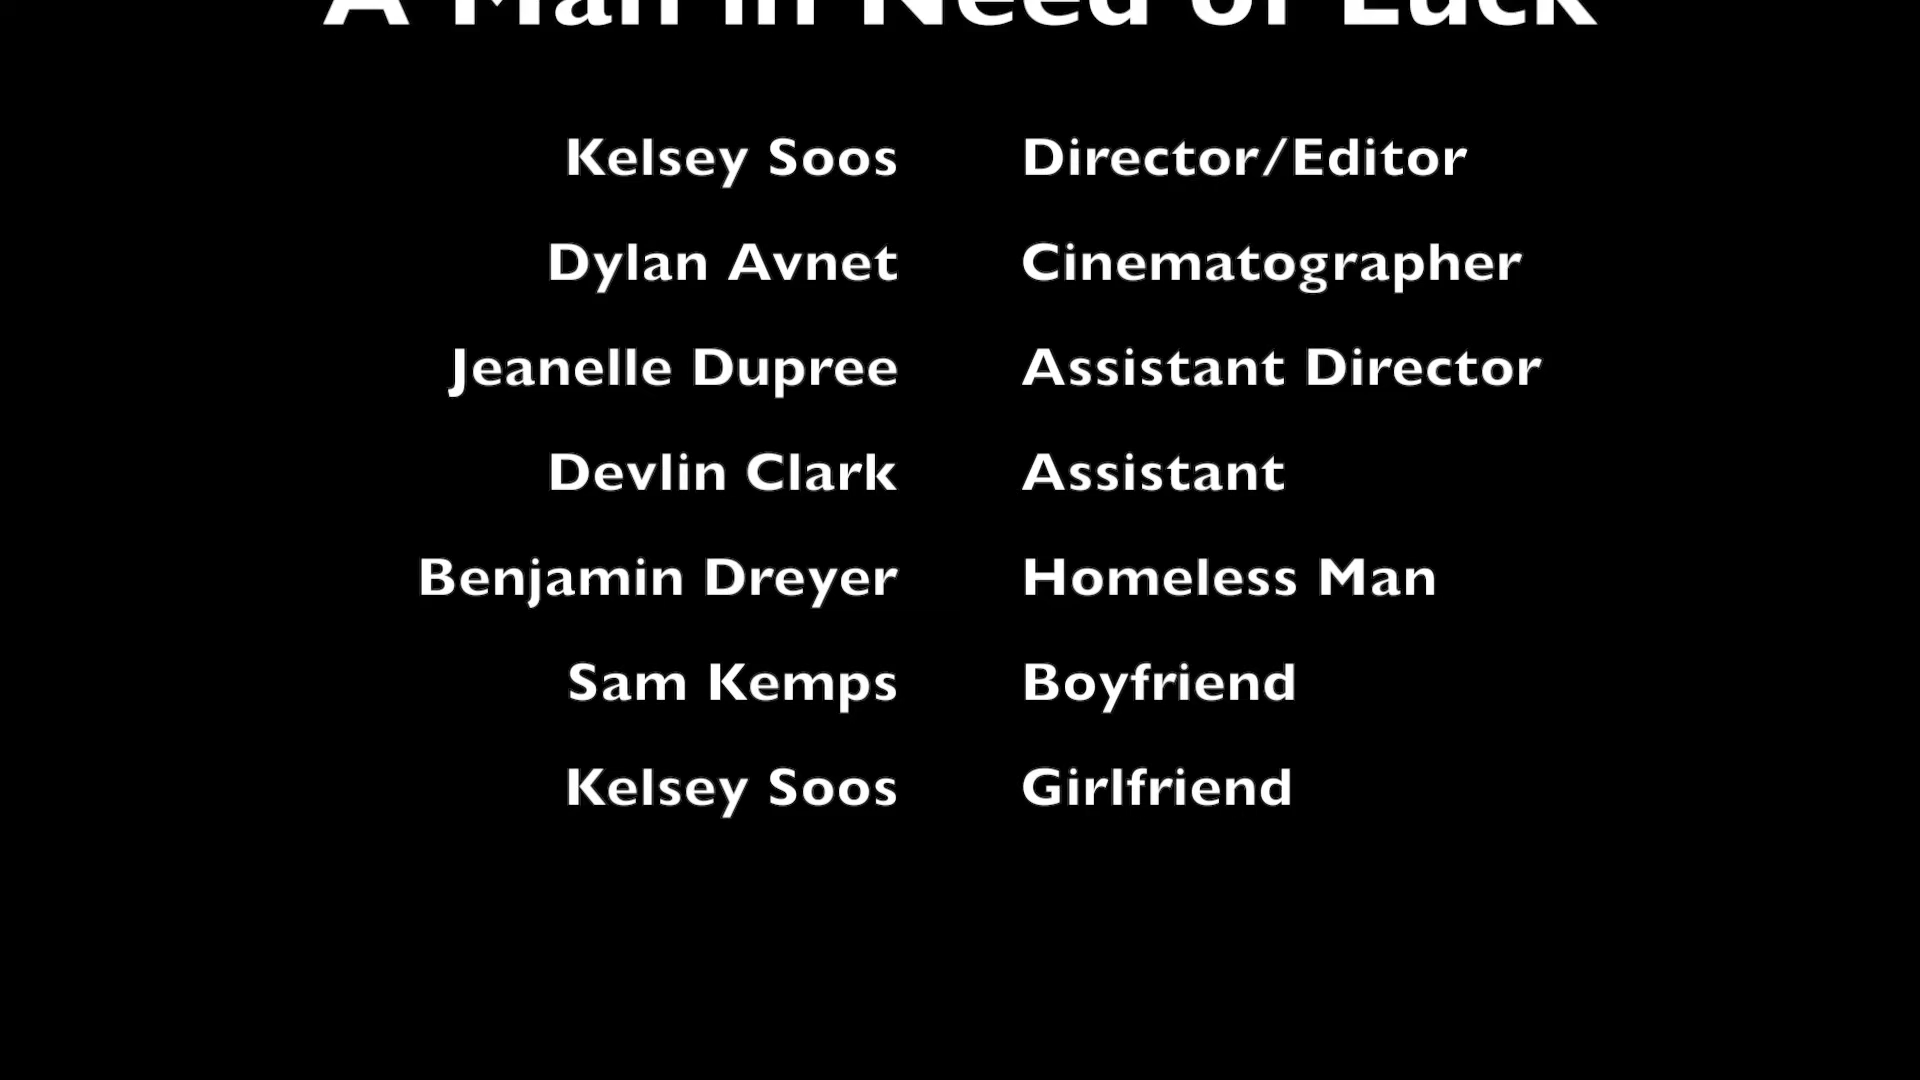 A Man in Need of Luck
Kelsey Soos Director/Editor
Dylan Avnet Cinematographer
Jeanelle Dupree Assistant Director
Devlin Clark Assistant
Benjamin Dreyer Homeless Man
Sam Kemps Boyfriend
Kelsey Soos Girlfriend